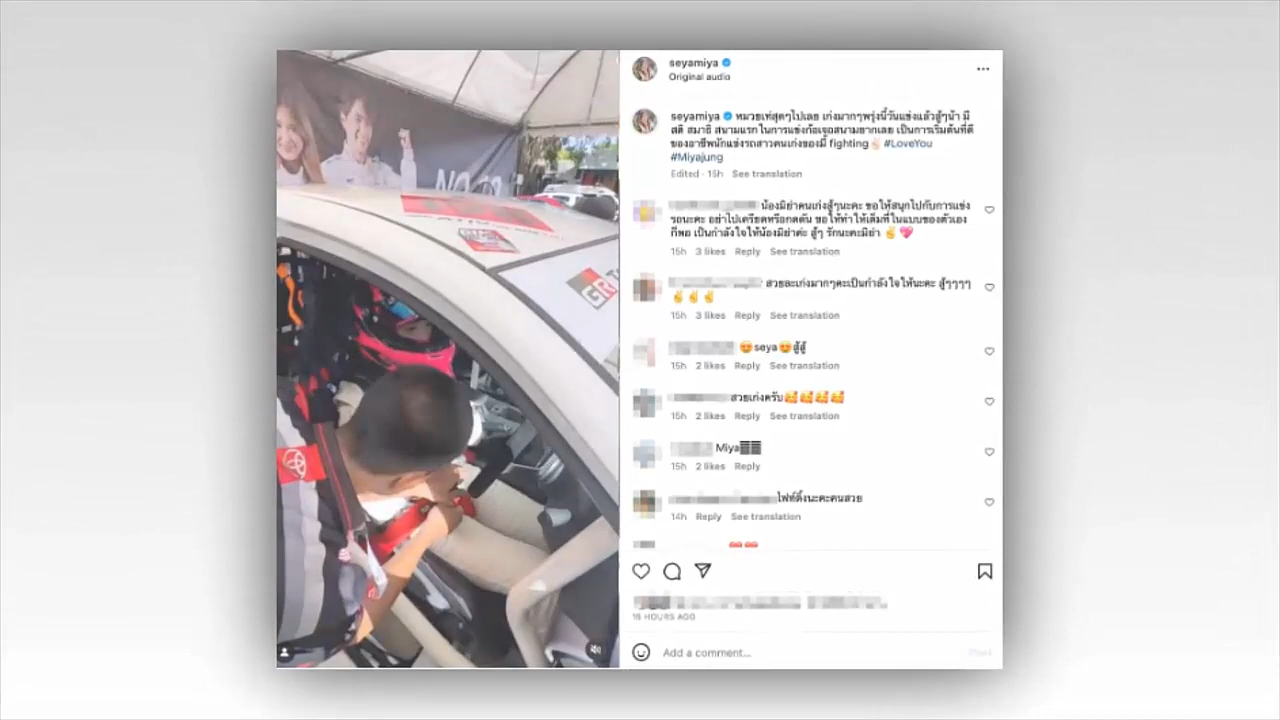 seyamiya
Original audio
seyamiya หมวยเท่สุดๆไปเลย เก่งมากๆพรุ่งนี้วันแข่งแล้วสู้ๆน้า มี
สติ สมาธิ สนามแรกในการแข่งก้อเจอสนามยากเลย เป็นการเริ่มต้นที่ดี
ของอาชีพนักแข่งรถสาวคนเก่งของมี้ fighting✌🏻 #LoveYou
#Miyajung
Edited · 15h See translation
น้องมิย่าคนเก่งสู้ๆนะคะ ขอให้สนุกไปกับการแข่ง
รถนะคะ อย่าไปเครียดหรือกดดัน ขอให้ทำให้เต็มที่ในแบบของตัวเอง
ก็พอ เป็นกำลังใจให้น้องมิย่าค่ะ สู้ๆ รักนะคะมิย่า ✌️💖
15h 3 likes Reply See translation
สวยละเก่งมากๆคะเป็นกำลังใจให้นะคะ สู้ๆๆๆๆ
✌️✌️✌️
15h 3 likes Reply See translation
😍seya😍สู้สู้
15h 2 likes Reply See translation
สวยเก่งครับ🥰🥰🥰🥰
15h 2 likes Reply See translation
Miya
15h 2 likes Reply
ไฟท์ติ้งนะคะคนสวย
14h Reply See translation
15 HOURS AGO
Add a comment...
Post
GR